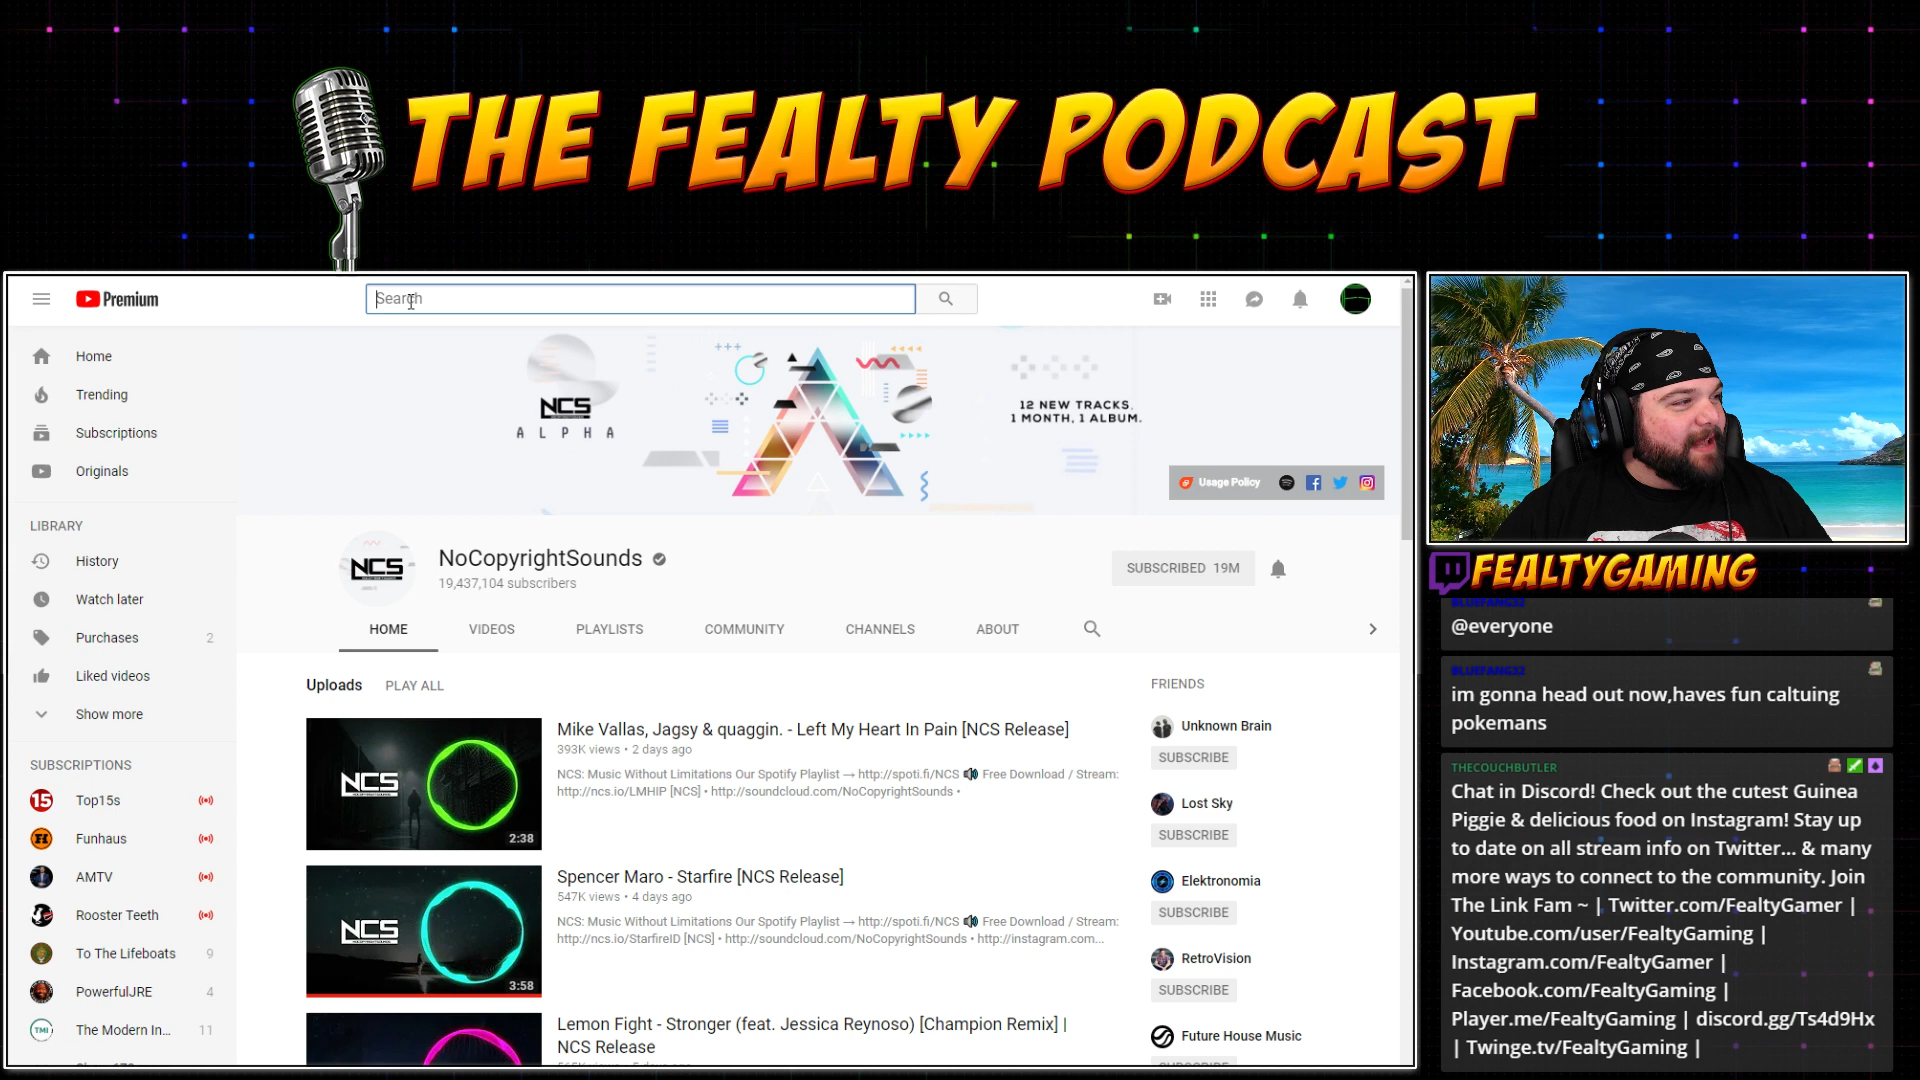 THE FEALTY PODCAST
Premium
Search
Home
Trending
Subscriptions
Originals
LIBRARY
History
Watch later
Purchases 2
Liked videos
Show more
SUBSCRIPTIONS
Top15s
Funhaus
AMTV
Rooster Teeth
To The Lifeboats 9
PowerfulJRE 4
The Modern In... 11
NCS
ALPHA
12 NEW TRACKS.
1 MONTH, 1 ALBUM.
Usage Policy
NCS
NoCopyrightSounds
19,437,104 subscribers
SUBSCRIBED 19M
HOME VIDEOS PLAYLISTS COMMUNITY CHANNELS ABOUT
Uploads PLAY ALL
NCS
2:38
Mike Vallas, Jagsy & quaggin. - Left My Heart In Pain [NCS Release]
393K views • 2 days ago
NCS: Music Without Limitations Our Spotify Playlist → http://spoti.fi/NCS 🔊 Free Download / Stream:
http://ncs.io/LMHIP [NCS] • http://soundcloud.com/NoCopyrightSounds •
NCS
3:58
Spencer Maro - Starfire [NCS Release]
547K views • 4 days ago
NCS: Music Without Limitations Our Spotify Playlist → http://spoti.fi/NCS 🔊 Free Download / Stream:
http://ncs.io/StarfireID [NCS] • http://soundcloud.com/NoCopyrightSounds • http://instagram.com...
Lemon Fight - Stronger (feat. Jessica Reynoso) [Champion Remix] |
NCS Release
FRIENDS
Unknown Brain
SUBSCRIBE
Lost Sky
SUBSCRIBE
Elektronomia
SUBSCRIBE
RetroVision
SUBSCRIBE
Future House Music
FEALTYGAMING
@everyone
BLUEFANG32
im gonna head out now,haves fun caltuing
pokemans
THECOUCHBUTLER
Chat in Discord! Check out the cutest Guinea
Piggie & delicious food on Instagram! Stay up
to date on all stream info on Twitter... & many
more ways to connect to the community. Join
The Link Fam ~ | Twitter.com/FealtyGamer |
Youtube.com/user/FealtyGaming |
Instagram.com/FealtyGamer |
Facebook.com/FealtyGaming |
Player.me/FealtyGaming | discord.gg/Ts4d9Hx
| Twinge.tv/FealtyGaming |